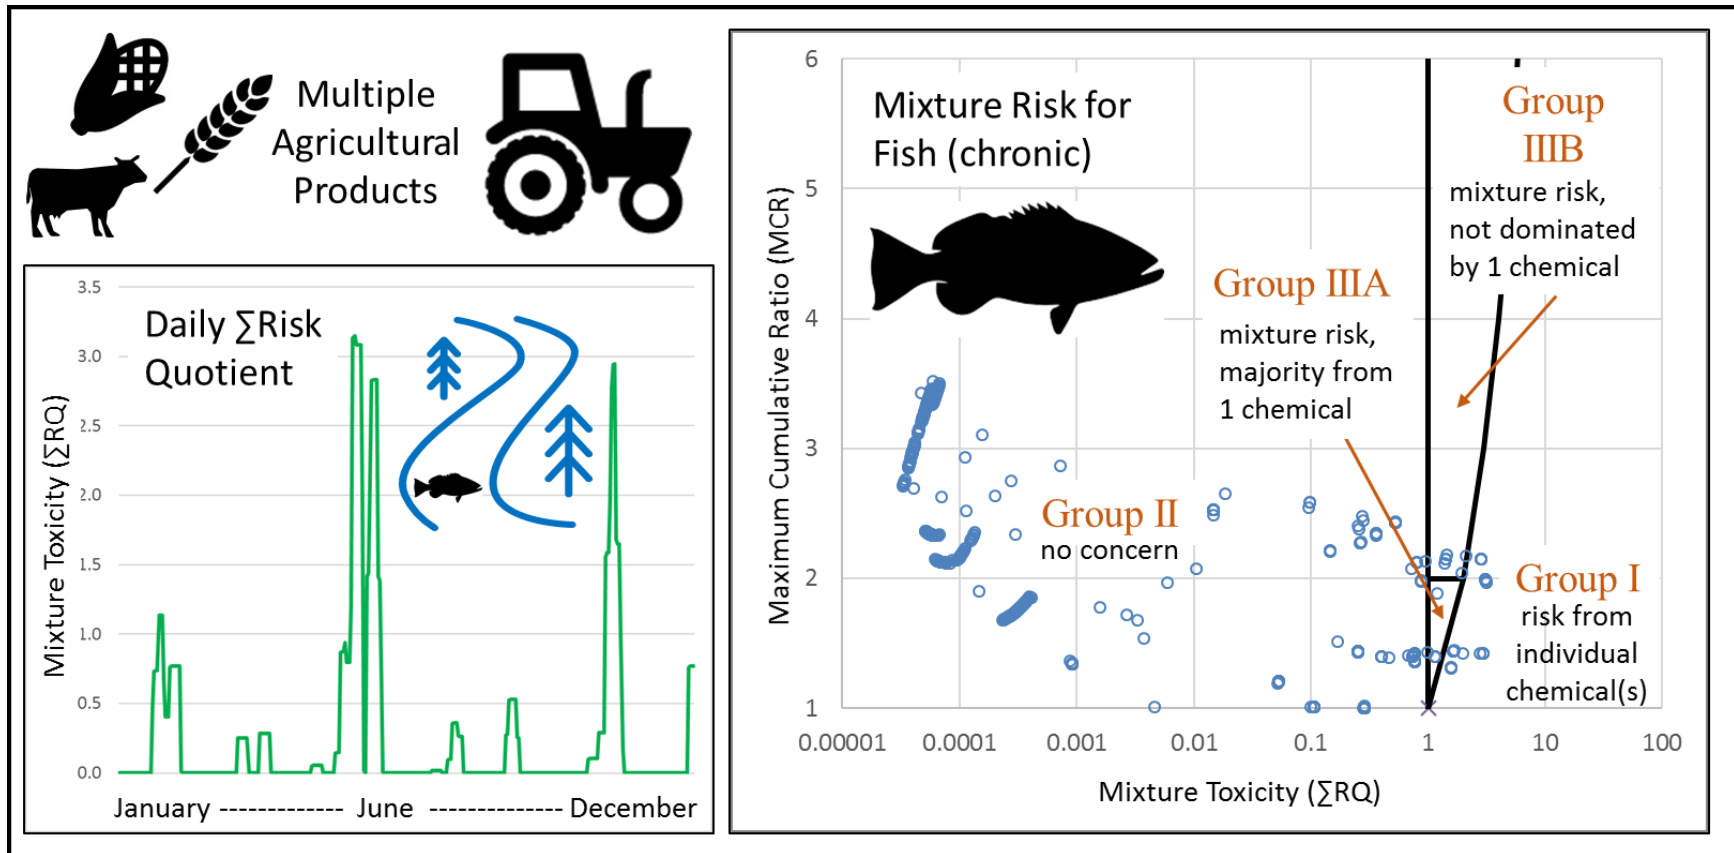 Multiple
Agricultural
Products
Daily ∑Risk
Quotient
Mixture Toxicity (∑RQ)
3.5
3.0
2.5
2.0
1.5
1.0
0.5
0.0
January ------------- June -------------- December
Mixture Risk for
Fish (chronic)
Maximum Cumulative Ratio (MCR)
6
5
4
3
2
1
Group
IIIB
mixture risk,
not dominated
by 1 chemical
Group IIIA
mixture risk,
majority from
1 chemical
Group II
no concern
Group I
risk from
individual
chemical(s)
0.00001 0.0001 0.001 0.01 0.1 1 10 100
Mixture Toxicity (∑RQ)